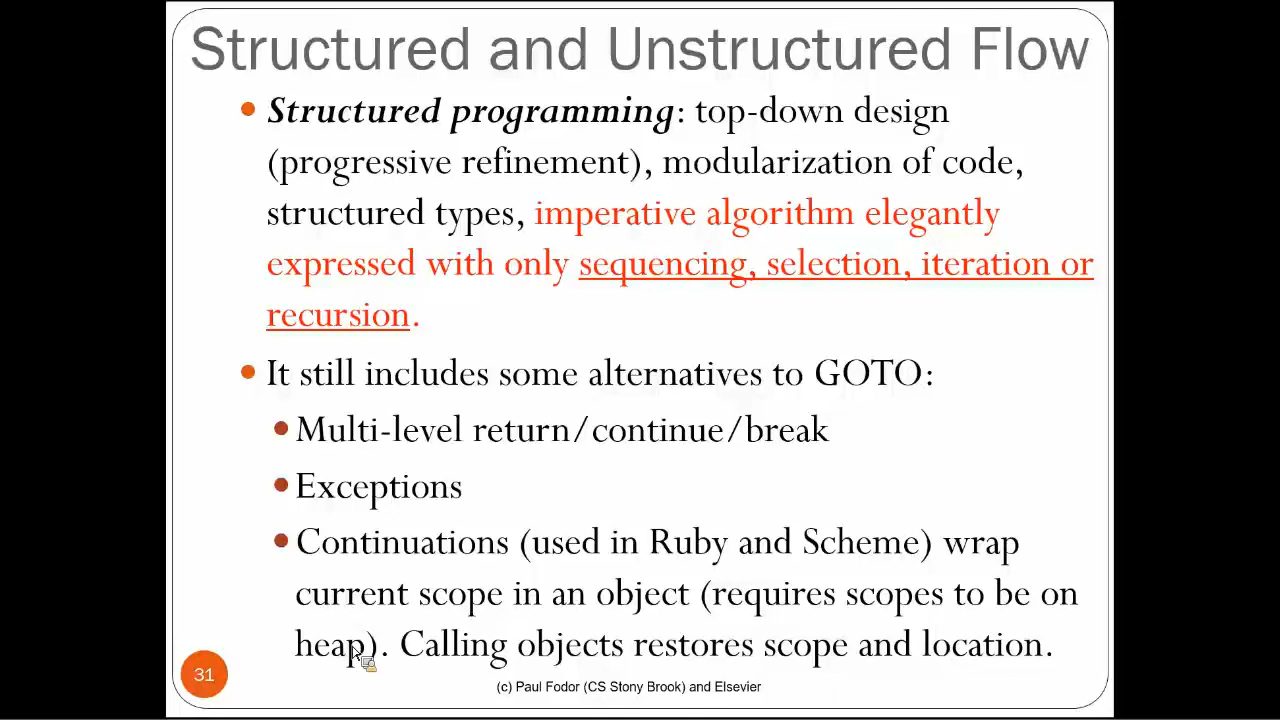 Structured and Unstructured Flow
• Structured programming: top-down design
(progressive refinement), modularization of code,
structured types, imperative algorithm elegantly
expressed with only sequencing, selection, iteration or
recursion.
• It still includes some alternatives to GOTO:
• Multi-level return/continue/break
• Exceptions
• Continuations (used in Ruby and Scheme) wrap
current scope in an object (requires scopes to be on
heap). Calling objects restores scope and location.
31
(c) Paul Fodor (CS Stony Brook) and Elsevier